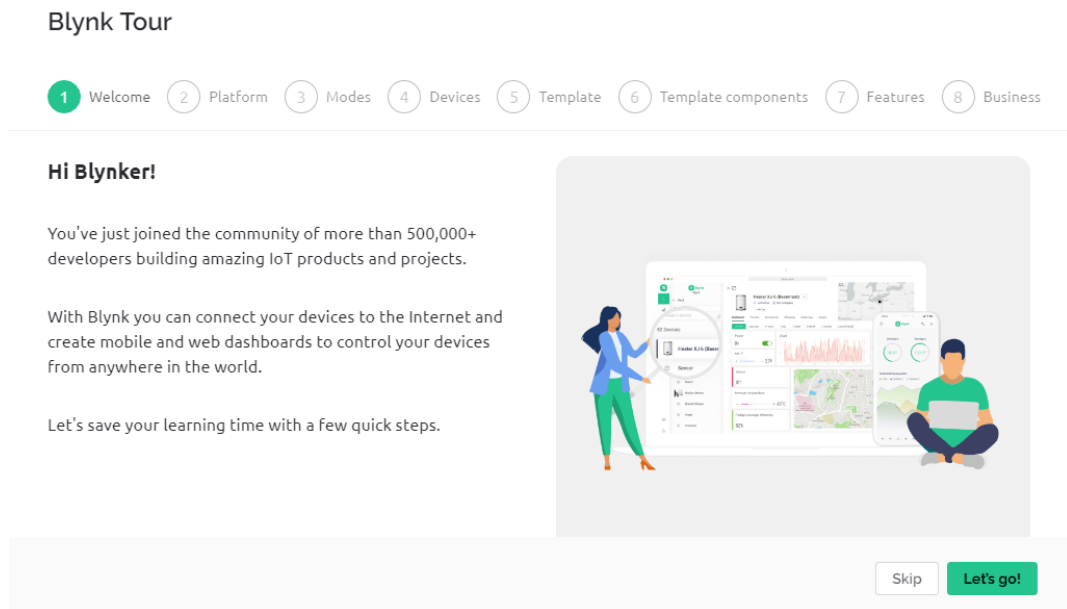 Blynk Tour
1 Welcome 2 Platform 3 Modes 4 Devices 5 Template 6 Template components 7 Features 8 Business
Hi Blynker!
You've just joined the community of more than 500,000+
developers building amazing IoT products and projects.
With Blynk you can connect your devices to the Internet and
create mobile and web dashboards to control your devices
from anywhere in the world.
Let's save your learning time with a few quick steps.
Skip Let's go!